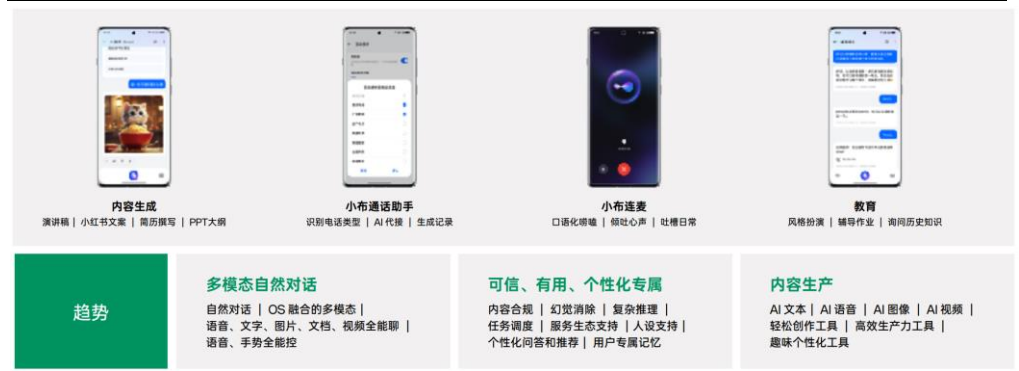 内容生成
演讲稿 | 小红书文案 | 简历撰写 | PPT大纲
小布通话助手
识别电话类型 | AI 代接 | 生成记录
小布连麦
口语化唠嗑 | 倾吐心声 | 吐槽日常
教育
风格扮演 | 辅导作业 | 询问历史知识
趋势
多模态自然对话
自然对话 | OS 融合的多模态 |
语音、文字、图片、文档、视频全能聊 |
语音、手势全能控
可信、有用、个性化专属
内容合规 | 幻觉消除 | 复杂推理 |
任务调度 | 服务生态支持 | 人设支持 |
个性化问答和推荐 | 用户专属记忆
内容生产
AI 文本 | AI 语音 | AI 图像 | AI 视频 |
轻松创作工具 | 高效生产力工具 |
趣味个性化工具